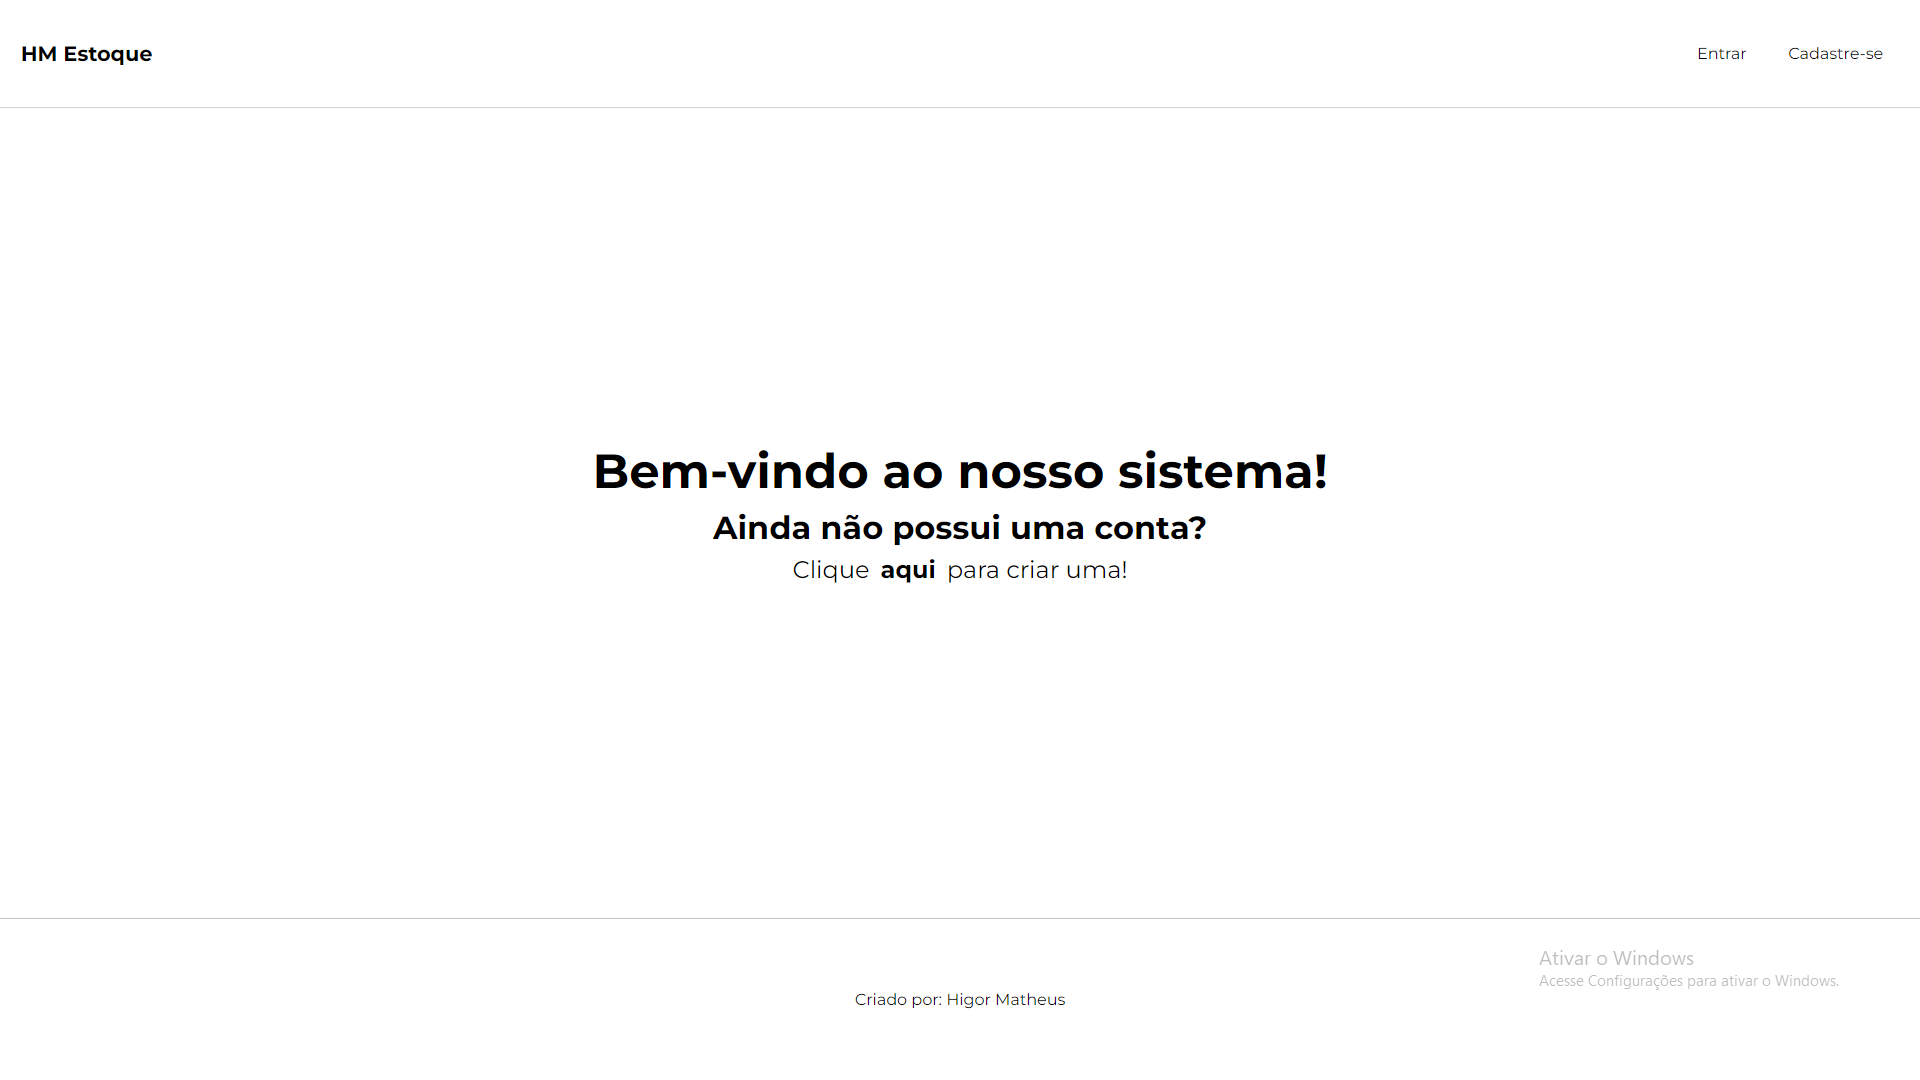 HM Estoque
Entrar
Cadastre-se
Bem-vindo ao nosso sistema!
Ainda não possui uma conta?
Clique aqui para criar uma!
Ativar o Windows
Acesse Configurações para ativar o Windows.
Criado por: Higor Matheus